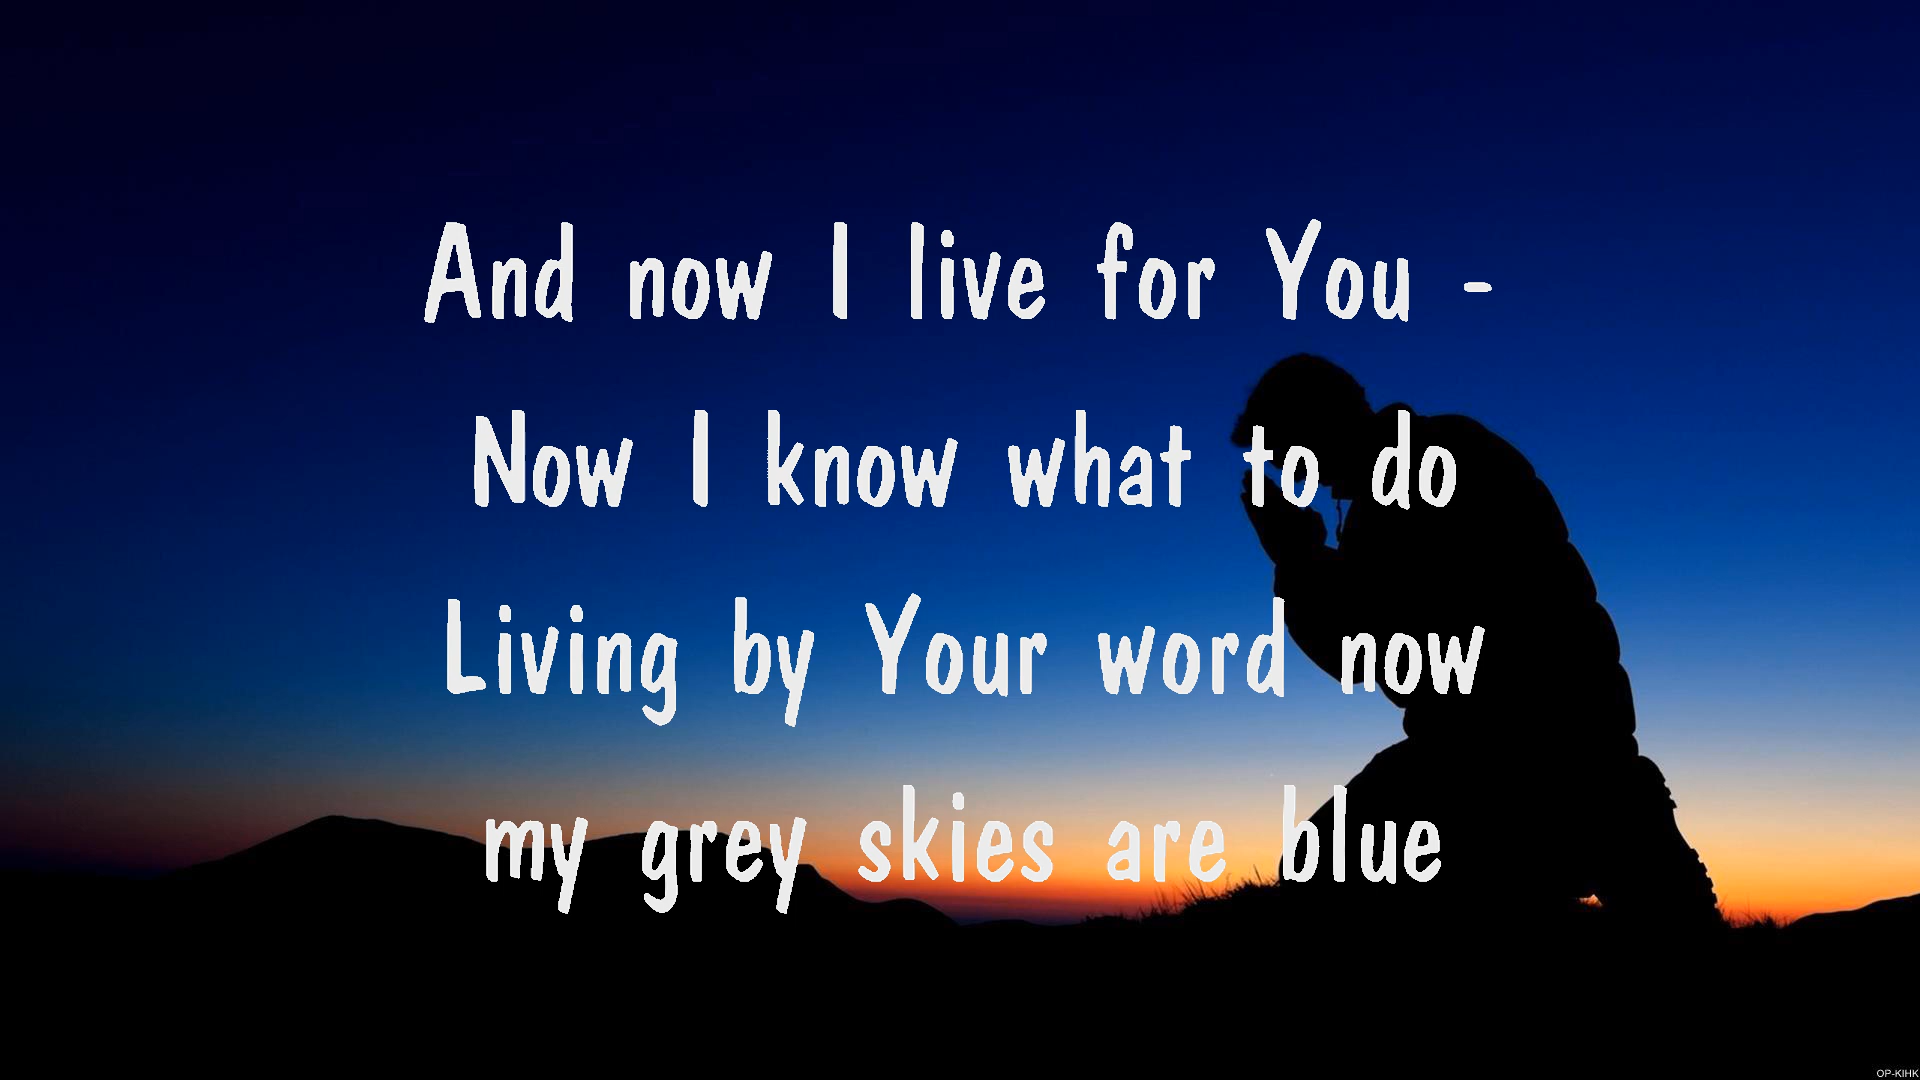 And now I live for You -
Now I know what to do
Living by Your word now
my grey skies are blue
OP-KIHK